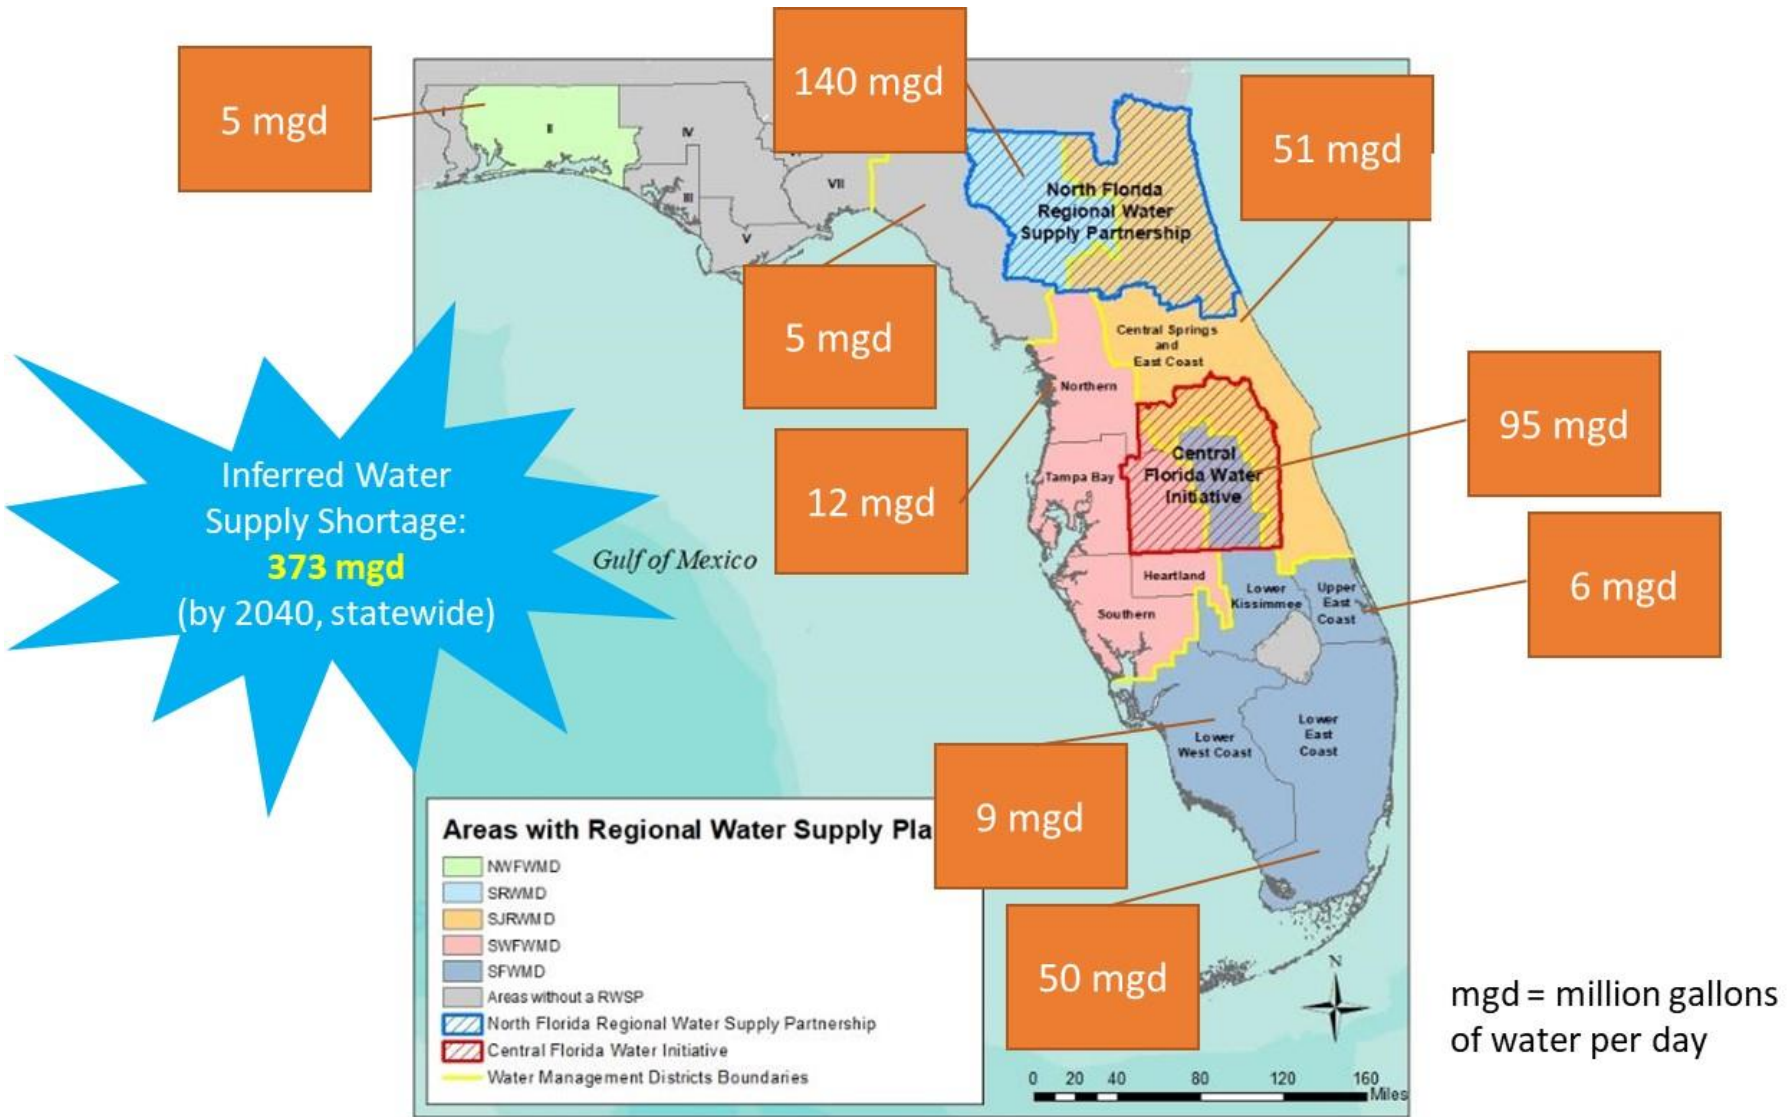 5 mgd
140 mgd
51 mgd
5 mgd
12 mgd
95 mgd
6 mgd
9 mgd
50 mgd
Inferred Water
Supply Shortage:
373 mgd
(by 2040, statewide)
I
II
III
IV
V
VII
North Florida
Regional Water
Supply Partnership
Central Springs
and
East Coast
Northern
Tampa Bay
Central
Florida Water
Initiative
Heartland
Southern
Lower
Kissimmee
Upper
East
Coast
Lower
West Coast
Lower
East
Coast
Gulf of Mexico
Areas with Regional Water Supply Pla
NWFWMD
SRWMD
SJRWMD
SWFWMD
SFWMD
Areas without a RWSP
North Florida Regional Water Supply Partnership
Central Florida Water Initiative
Water Management Districts Boundaries
N
0 20 40 80 120 160
Miles
mgd = million gallons
of water per day